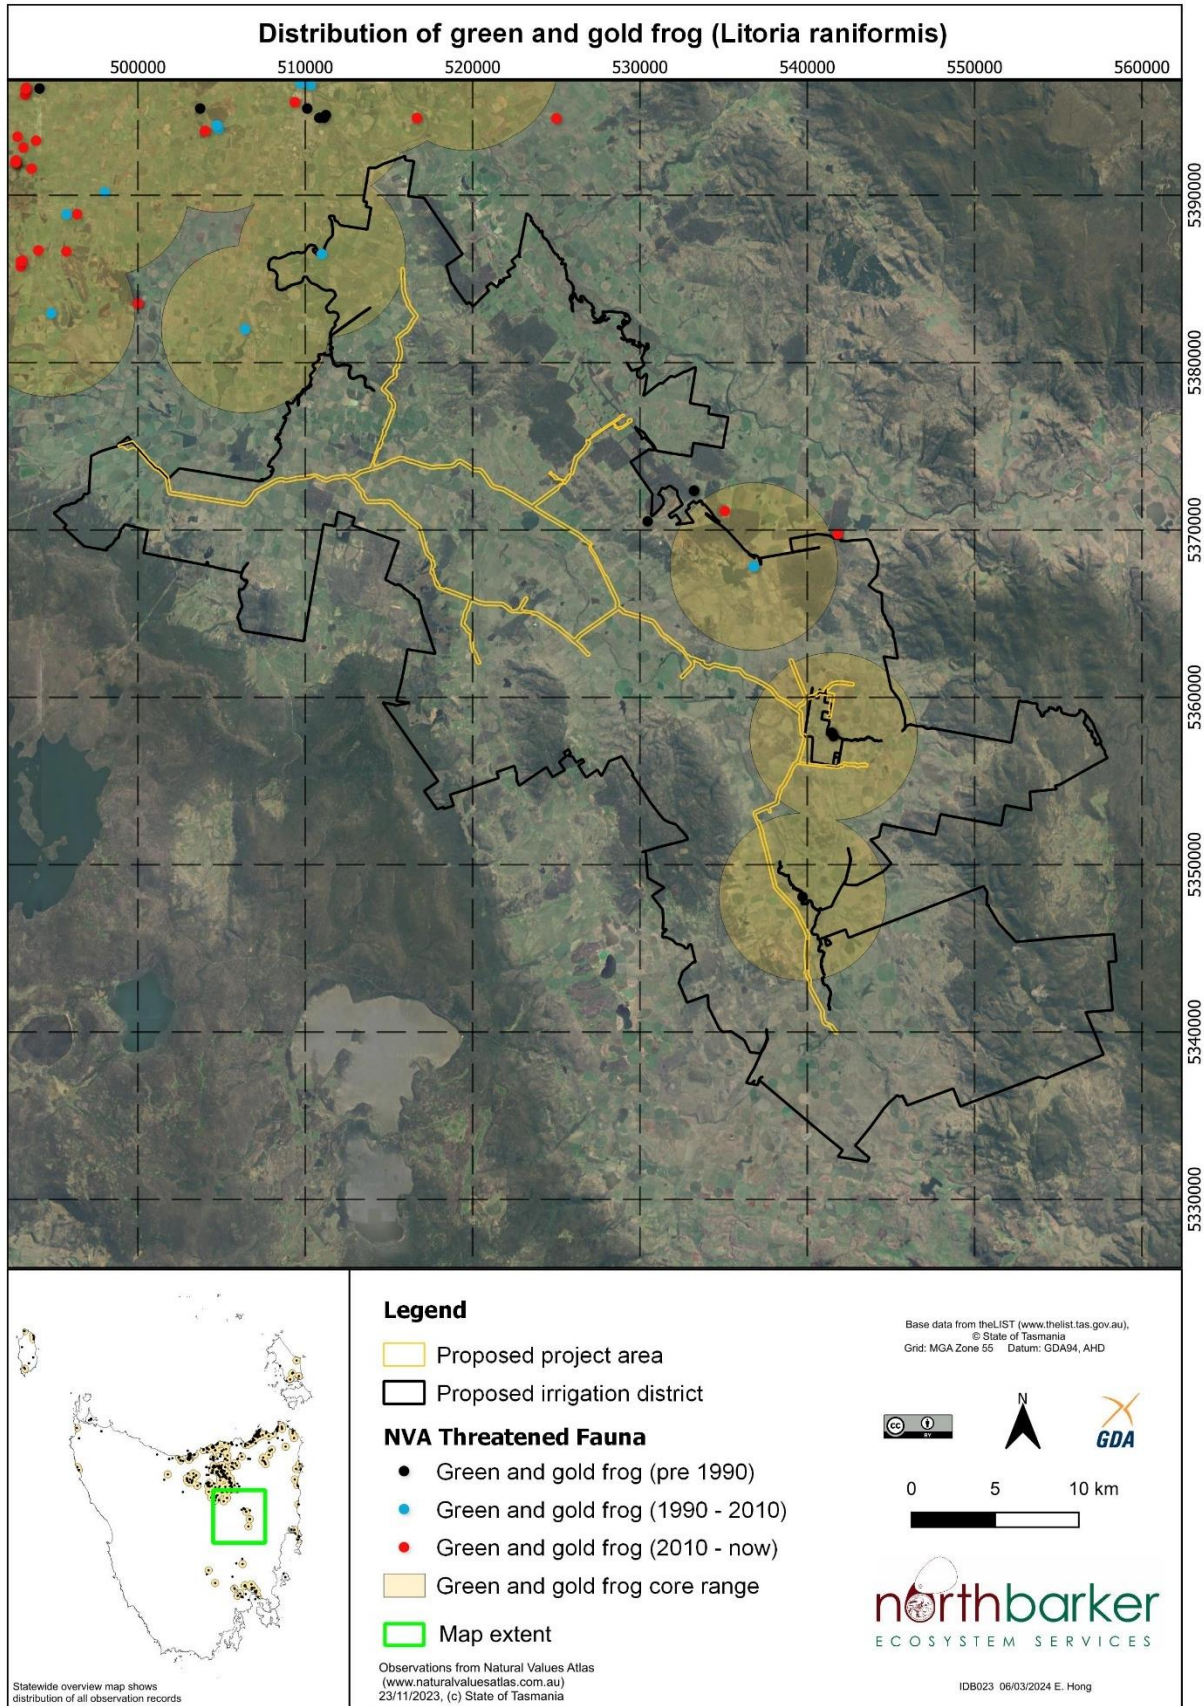 Distribution of green and gold frog (Litoria raniformis)
500000 510000 520000 530000 540000 550000 560000
5390000
5380000
5370000
5360000
5350000
5340000
5330000
Legend
Proposed project area
Proposed irrigation district
NVA Threatened Fauna
Green and gold frog (pre 1990)
Green and gold frog (1990 - 2010)
Green and gold frog (2010 - now)
Green and gold frog core range
Map extent
Observations from Natural Values Atlas
(www.naturalvaluesatlas.com.au)
23/11/2023, (c) State of Tasmania
Statewide overview map shows
distribution of all observation records
Base data from theLIST (www.thelist.tas.gov.au),
© State of Tasmania
Grid: MGA Zone 55 Datum: GDA94, AHD
cc BY
N
GDA
0 5 10 km
northbarker
ECOSYSTEM SERVICES
IDB023 06/03/2024 E. Hong